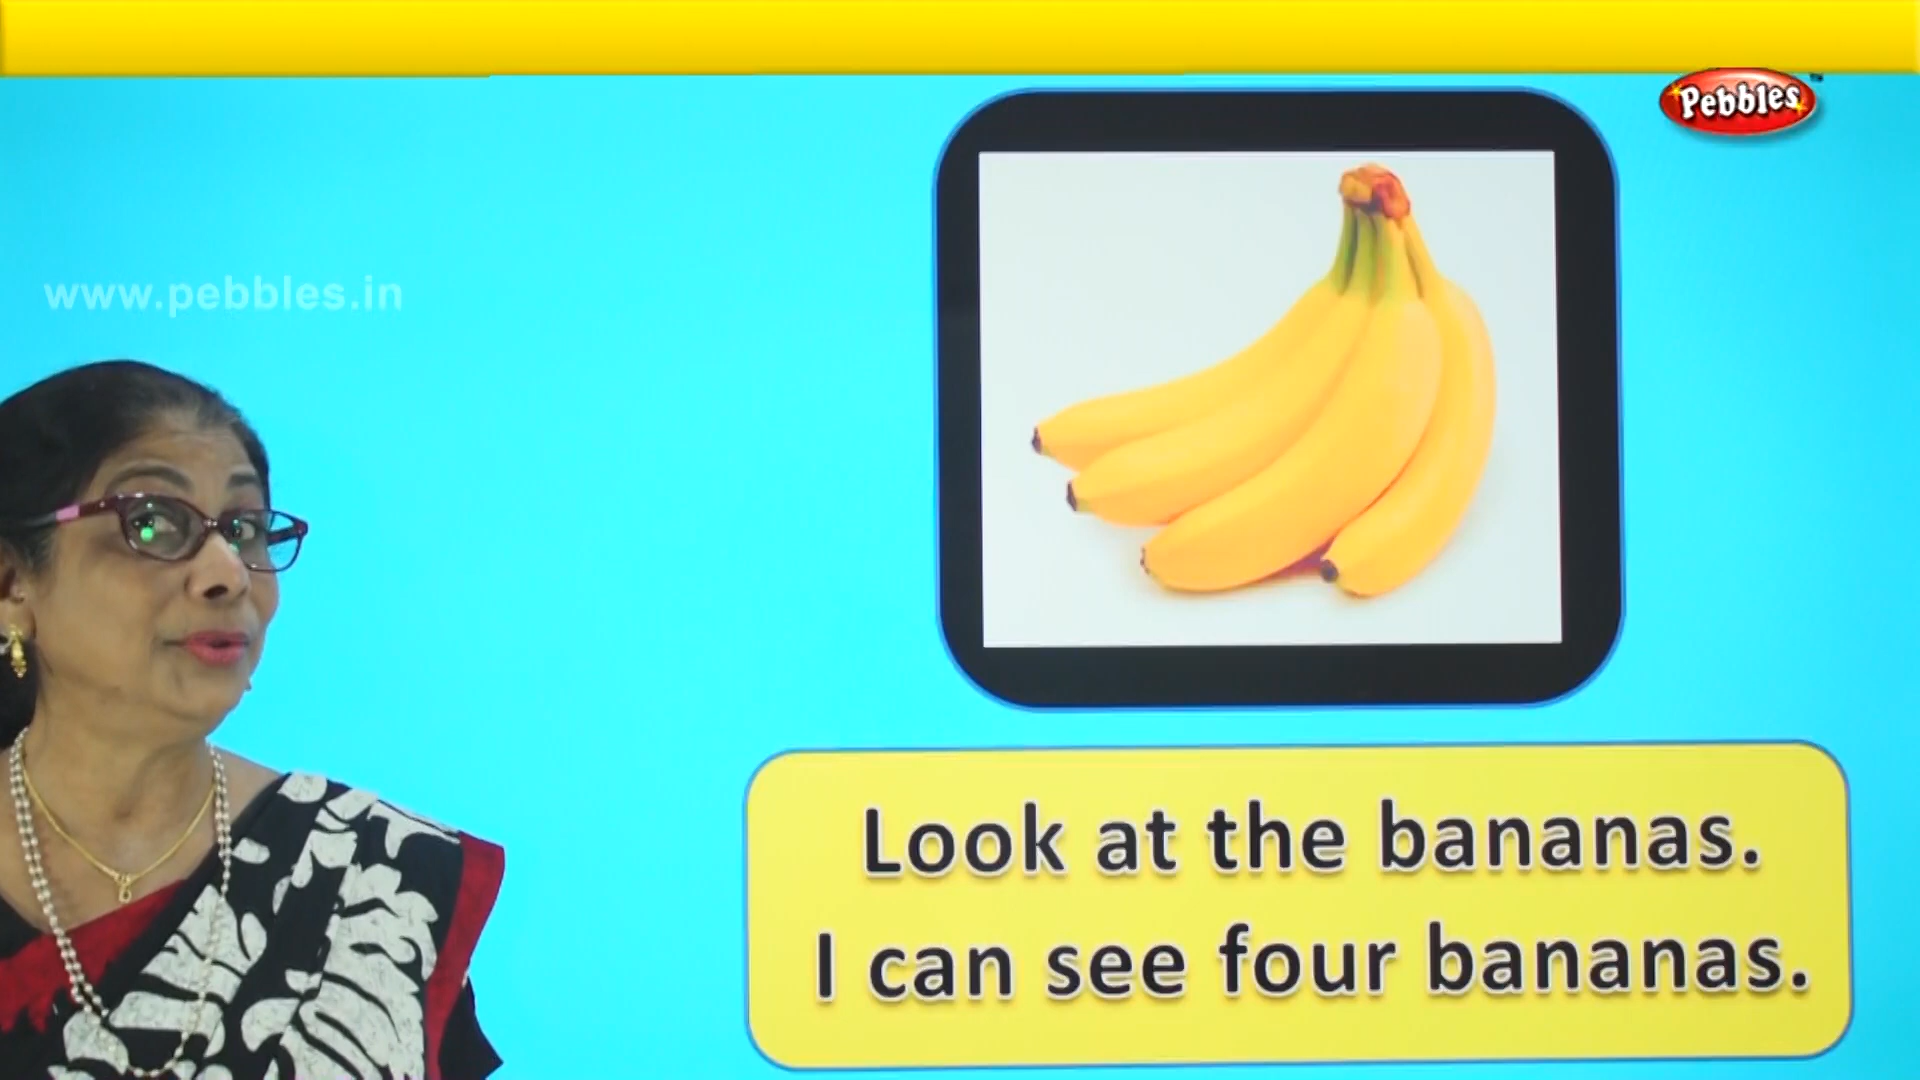 Pebbles
www.pebbles.in
Look at the bananas.
I can see four bananas.